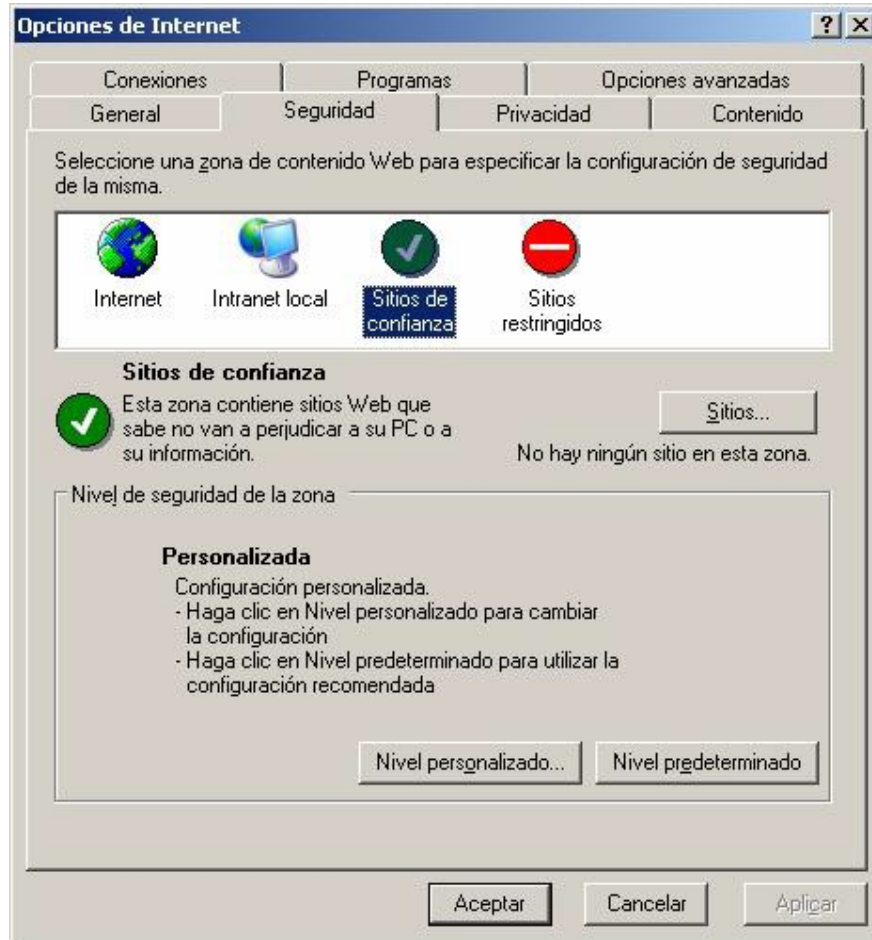 Opciones de Internet
Conexiones Programas Opciones avanzadas
General Seguridad Privacidad Contenido
Seleccione una zona de contenido Web para especificar la configuración de seguridad
de la misma.
Internet Intranet local Sitios de confianza Sitios restringidos
Sitios de confianza
Esta zona contiene sitios Web que
sabe no van a perjudicar a su PC o a
su información.
Sitios...
No hay ningún sitio en esta zona.
Nivel de seguridad de la zona
Personalizada
Configuración personalizada.
- Haga clic en Nivel personalizado para cambiar
la configuración
- Haga clic en Nivel predeterminado para utilizar la
configuración recomendada
Nivel personalizado... Nivel predeterminado
Aceptar Cancelar Aplicar